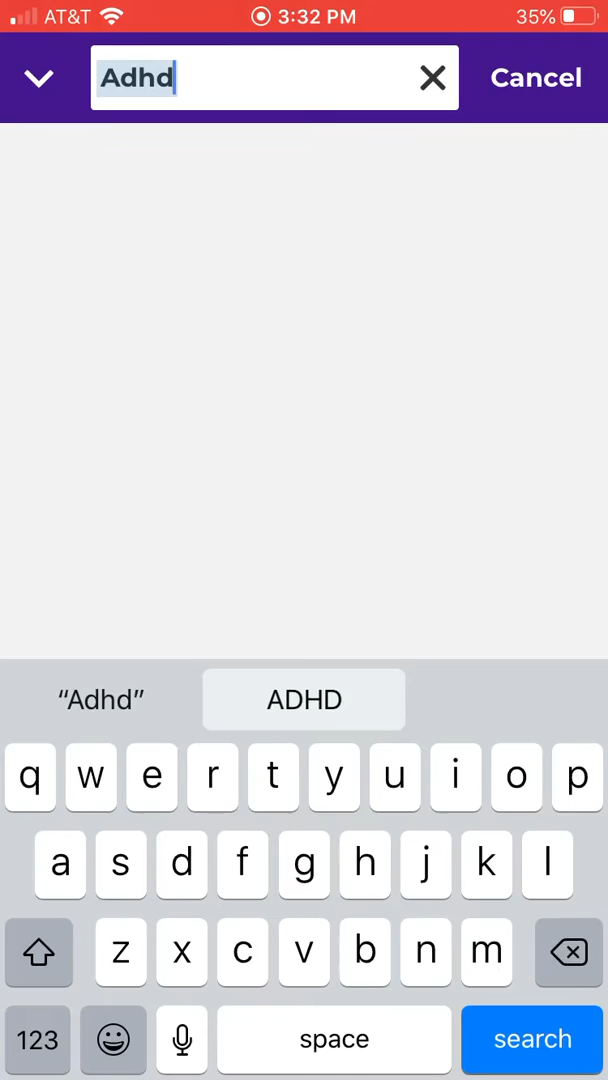 AT&T 3:32 PM 35%
Adhd Cancel
“Adhd” ADHD
q w e r t y u i o p
a s d f g h j k l
z x c v b n m
123 space search